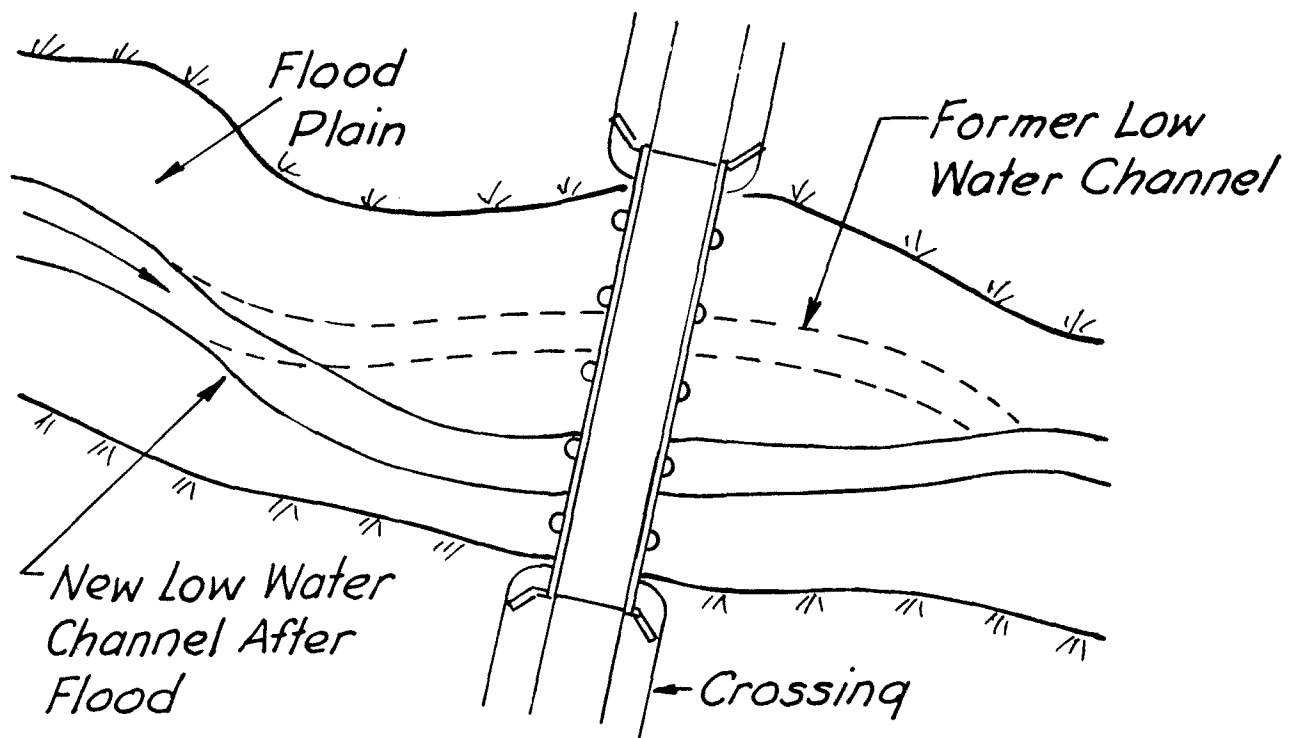 Flood
Plain
Former Low
Water Channel
New Low Water
Channel After
Flood
Crossing